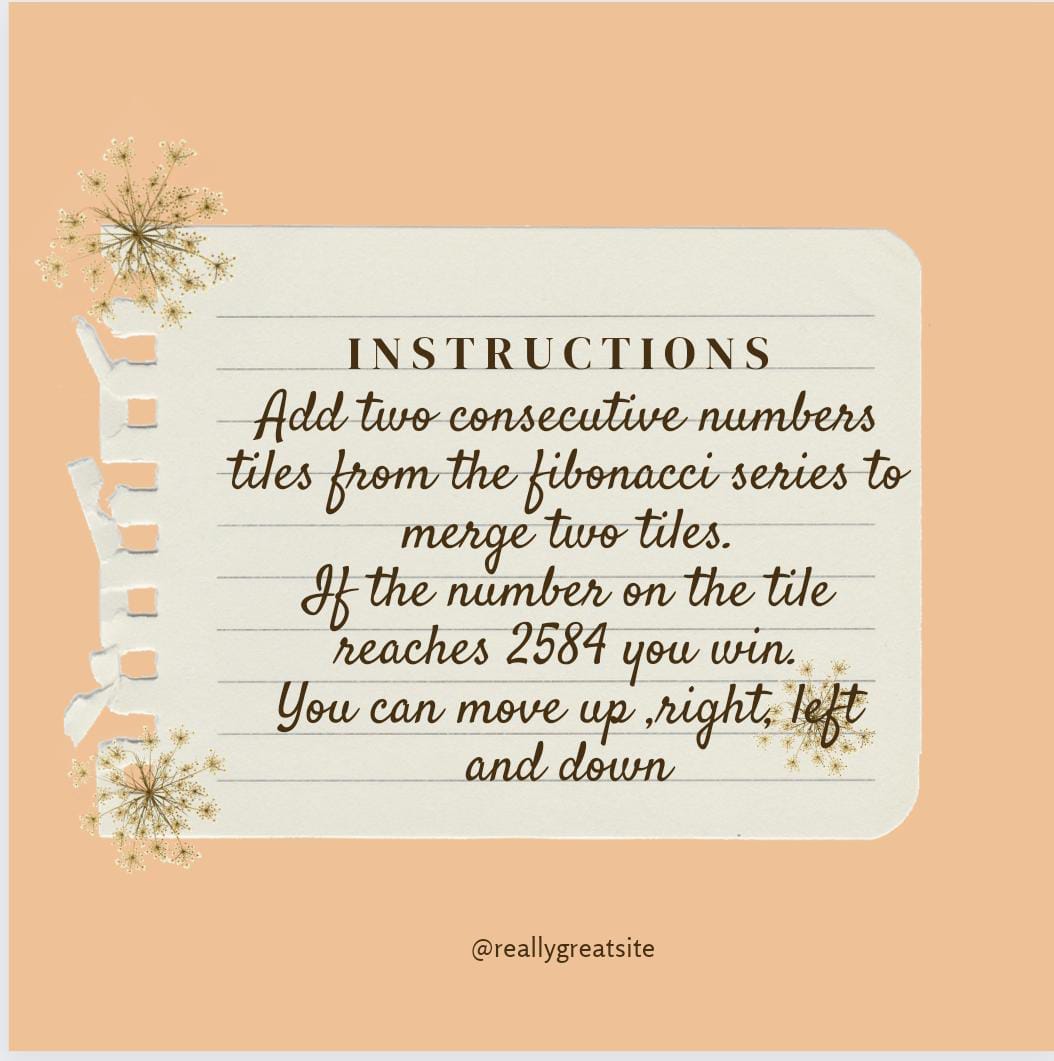 INSTRUCTIONS
Add two consecutive numbers
tiles from the fibonacci series to
merge two tiles.
If the number on the tile
reaches 2584 you win.
You can move up ,right, left
and down
@reallygreatsite